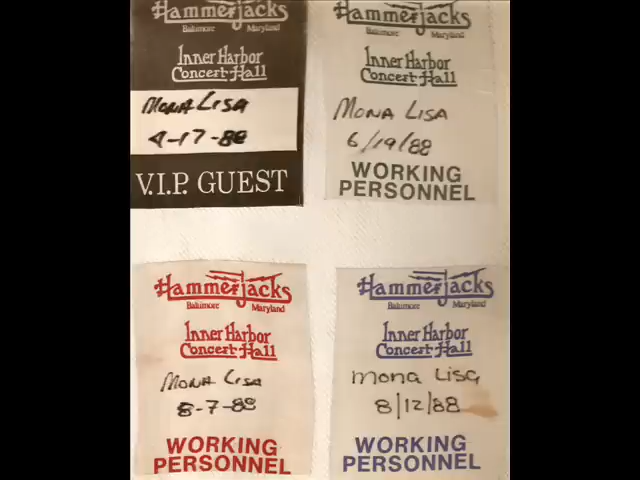 Hammerjacks
Baltimore Maryland
Inner Harbor
Concert Hall
Mona Lisa
4-17-88
V.I.P. GUEST
Hammerjacks
Baltimore Maryland
Inner Harbor
Concert Hall
Mona Lisa
6/19/88
WORKING
PERSONNEL
Hammerjacks
Baltimore Maryland
Inner Harbor
Concert Hall
Mona Lisa
8-7-88
WORKING
PERSONNEL
Hammerjacks
Baltimore Maryland
Inner Harbor
Concert Hall
mona Lisa
8/12/88
WORKING
PERSONNEL